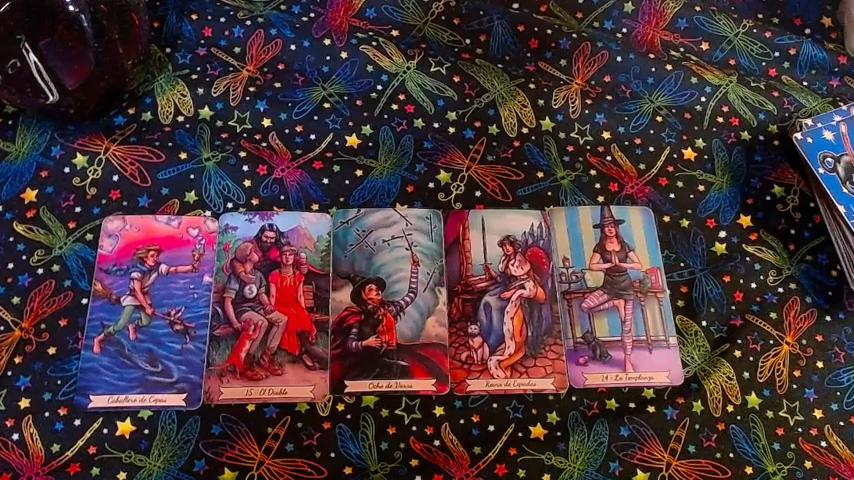 Caballero de Copas
15 - El Diablo
Ocho de Varas
Reina de Espadas
14 - La Templanza